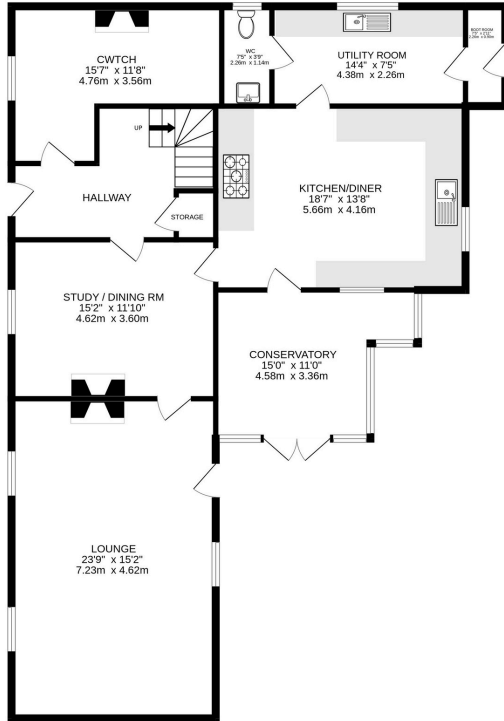 CWTCH
15'7" x 11'8"
4.76m x 3.56m
WC
7'5" x 3'9"
2.26m x 1.14m
UTILITY ROOM
14'4" x 7'5"
4.38m x 2.26m
BOOT ROOM
UP
HALLWAY
STORAGE
KITCHEN/DINER
18'7" x 13'8"
5.66m x 4.16m
STUDY / DINING RM
15'2" x 11'10"
4.62m x 3.60m
CONSERVATORY
15'0" x 11'0"
4.58m x 3.36m
LOUNGE
23'9" x 15'2"
7.23m x 4.62m